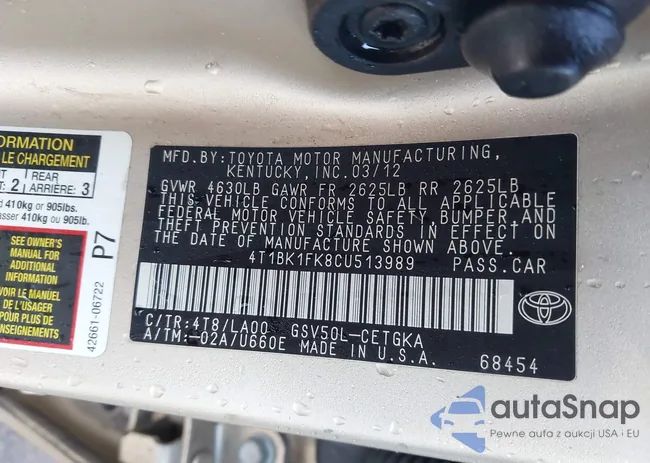 ORMATION
LE CHARGEMENT
NT 2 REAR ARRIÈRE: 3
ed 410kg or 905lbs.
asser 410kg ou 905lb.
SEE OWNER'S
MANUAL FOR
ADDITIONAL
INFORMATION
VOIR LE MANUEL
DE L'USAGER
POUR PLUS DE
RENSEIGNEMENTS
42661-06722 P7
MFD.BY:TOYOTA MOTOR MANUFACTURING,
KENTUCKY,INC.03/12
GVWR 4630LB GAWR FR 2625LB RR 2625LB
THIS VEHICLE CONFORMS TO ALL APPLICABLE
FEDERAL MOTOR VEHICLE SAFETY,BUMPER,AND
THEFT PREVENTION STANDARDS IN EFFECT ON
THE DATE OF MANUFACTURE SHOWN ABOVE.
4T1BK1FK8CU513989 PASS.CAR
C/TR:4T8/LA00 GSV50L-CETGKA
A/TM:-02A/U660E MADE IN U.S.A.
68454
autaSnap
Pewne auta z aukcji USA i EU